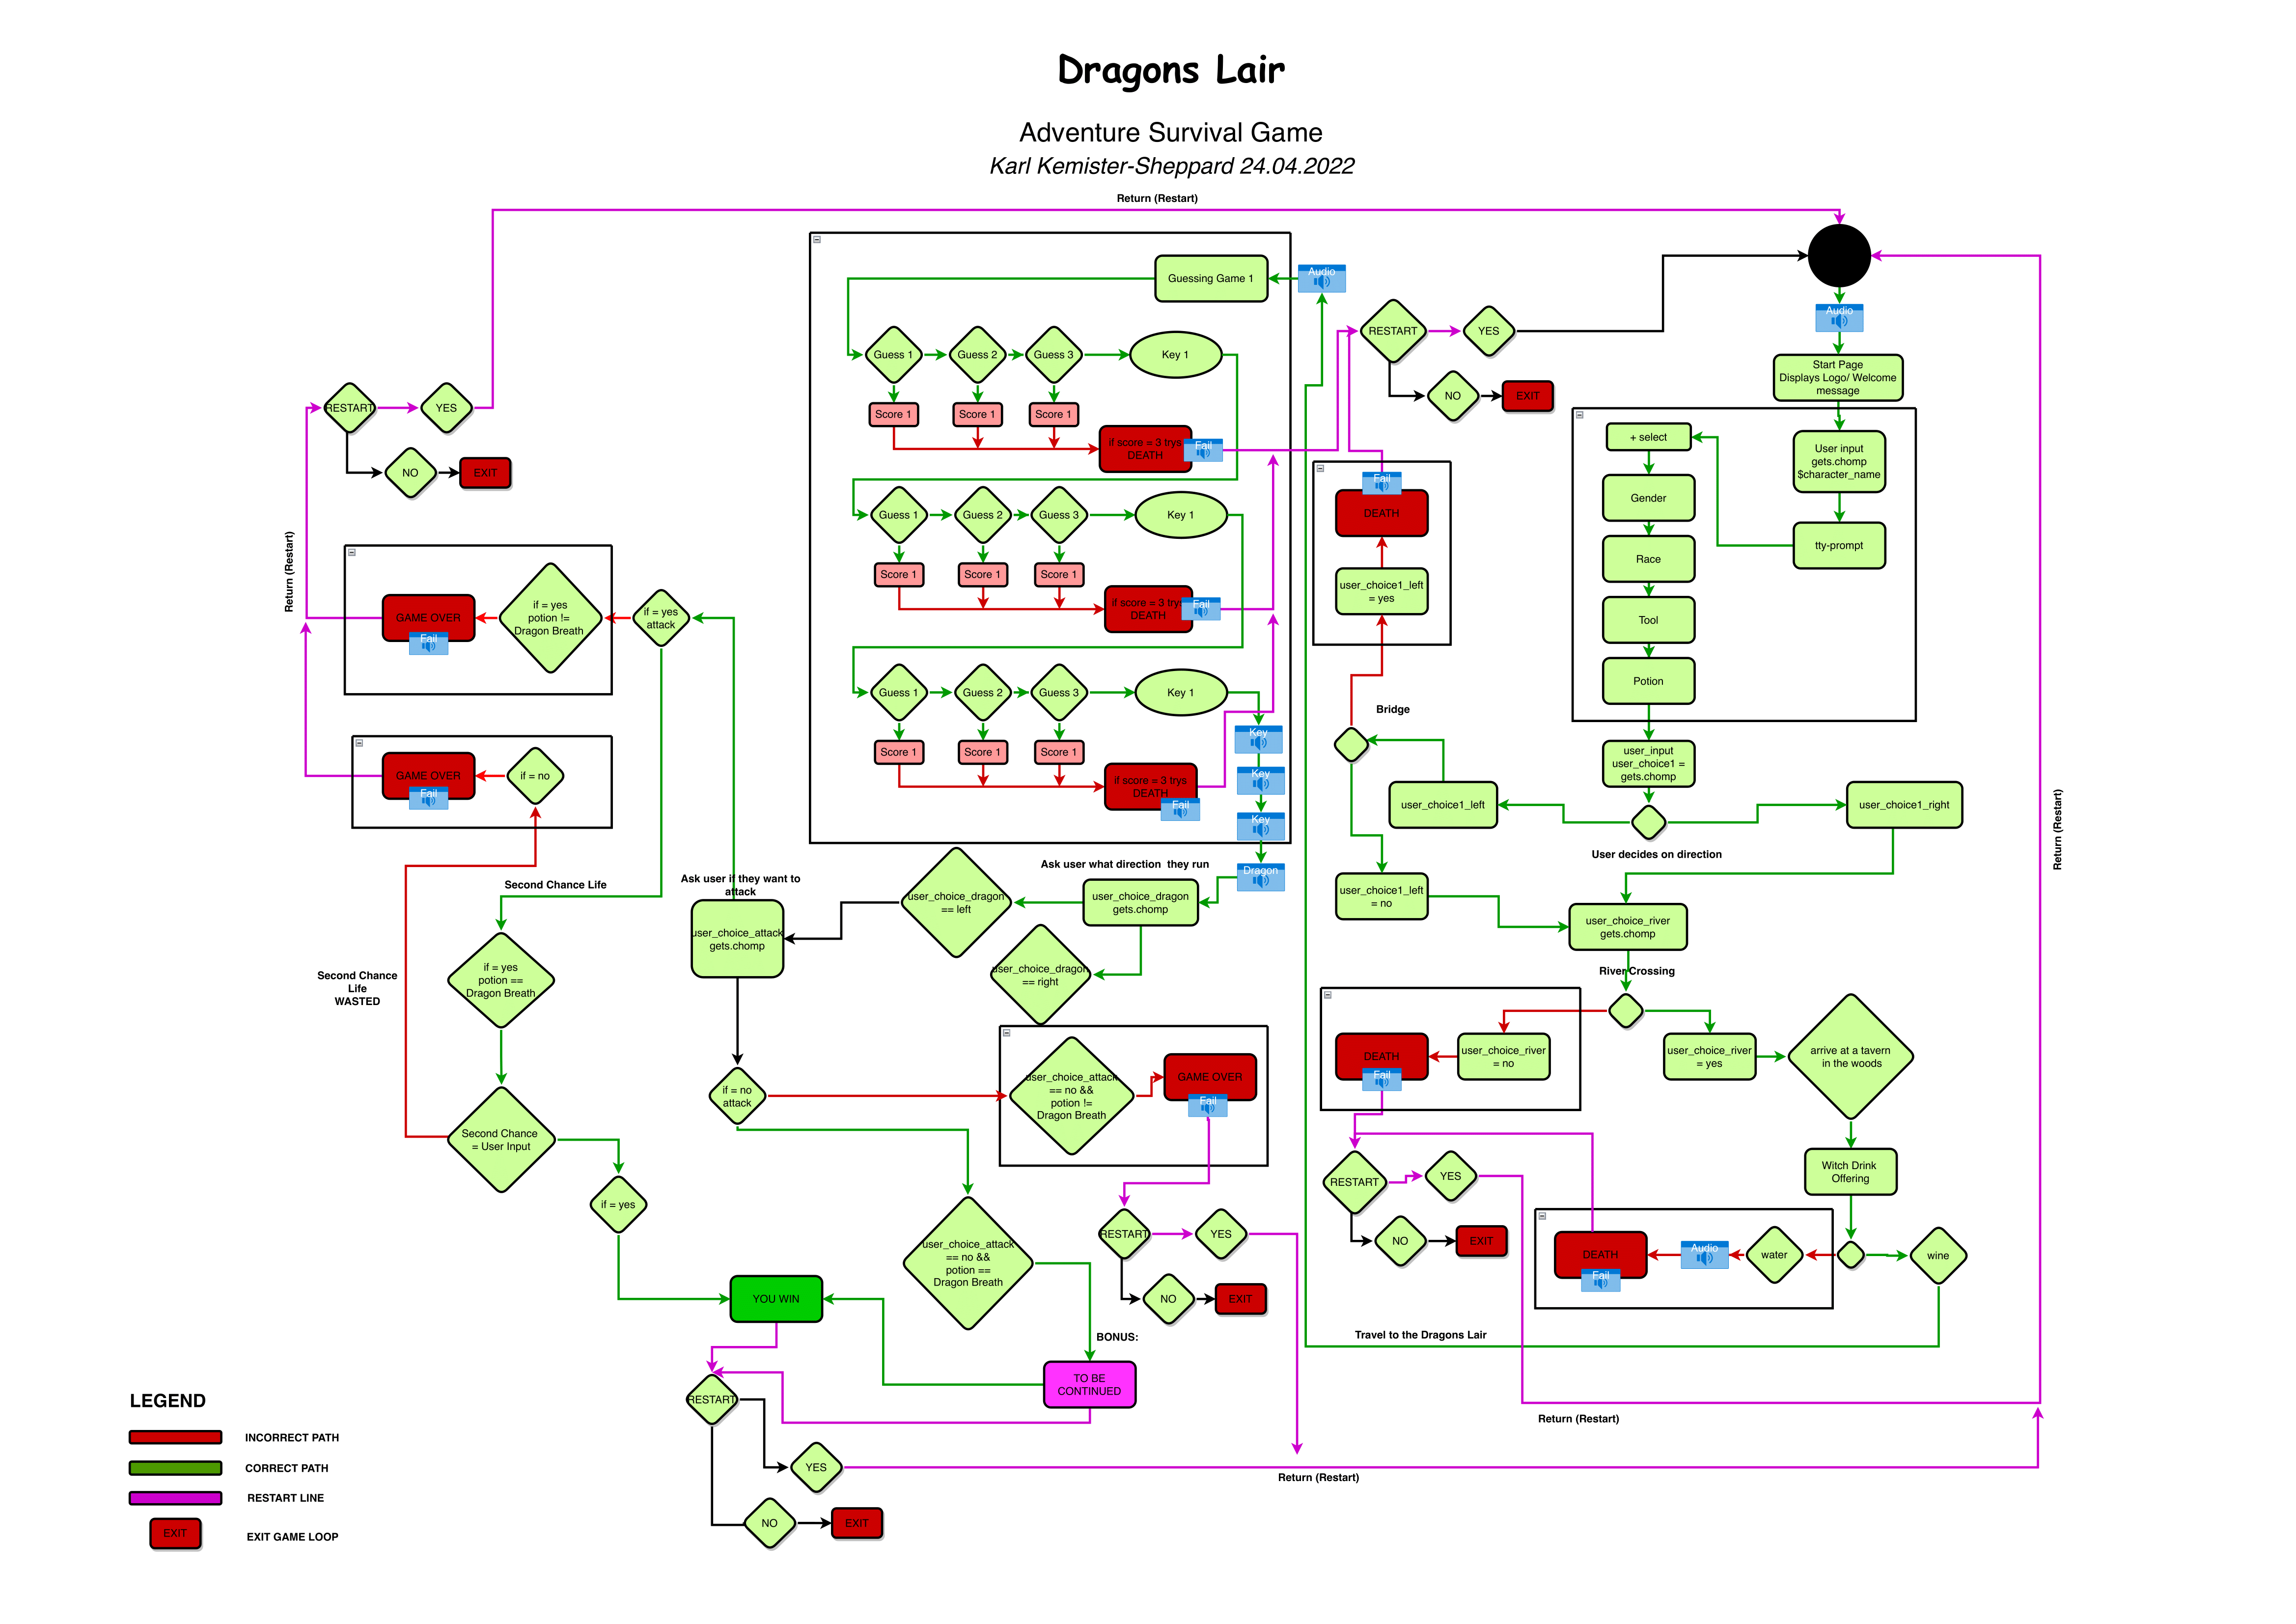 Dragons Lair
Adventure Survival Game
Karl Kemister-Sheppard 24.04.2022
Return (Restart)
Audio
Start Page
Displays Logo/ Welcome
message
User input
gets.chomp
$character_name
tty-prompt
+ select
Gender
Race
Tool
Potion
user_input
user_choice1 =
gets.chomp
User decides on direction
user_choice1_left
user_choice1_right
Bridge
user_choice1_left
= yes
DEATH
Fail
user_choice1_left
= no
RESTART
YES
NO
EXIT
user_choice_river
gets.chomp
River Crossing
user_choice_river
= no
DEATH
Fail
user_choice_river
= yes
arrive at a tavern
in the woods
Witch Drink
Offering
water
Audio
DEATH
Fail
wine
RESTART
YES
NO
EXIT
Travel to the Dragons Lair
Return (Restart)
Return (Restart)
Audio
Guessing Game 1
Guess 1
Guess 2
Guess 3
Key 1
Score 1
Score 1
Score 1
if score = 3 trys
DEATH
Fail
Guess 1
Guess 2
Guess 3
Key 1
Score 1
Score 1
Score 1
if score = 3 trys
DEATH
Fail
Guess 1
Guess 2
Guess 3
Key 1
Score 1
Score 1
Score 1
if score = 3 trys
DEATH
Fail
Key
Key
Key
Dragon
Ask user what direction they run
user_choice_dragon
gets.chomp
user_choice_dragon
== left
user_choice_dragon
== right
Ask user if they want to
attack
user_choice_attack
gets.chomp
if = yes
attack
if = yes
potion !=
Dragon Breath
GAME OVER
Fail
if = no
GAME OVER
Fail
Return (Restart)
RESTART
YES
NO
EXIT
Second Chance Life
if = yes
potion ==
Dragon Breath
Second Chance
Life
WASTED
Second Chance
= User Input
if = yes
if = no
attack
user_choice_attack
== no &&
potion !=
Dragon Breath
GAME OVER
Fail
RESTART
YES
NO
EXIT
user_choice_attack
== no &&
potion ==
Dragon Breath
BONUS:
TO BE
CONTINUED
YOU WIN
RESTART
YES
NO
EXIT
Return (Restart)
LEGEND
INCORRECT PATH
CORRECT PATH
RESTART LINE
EXIT
EXIT GAME LOOP